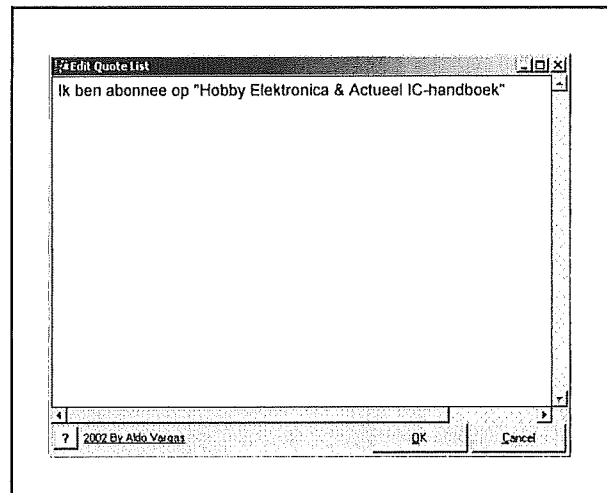 Edit Quote List
Ik ben abonnee op "Hobby Elektronica & Actueel IC-handboek"
? 2002 By Aldo Vargas OK Cancel